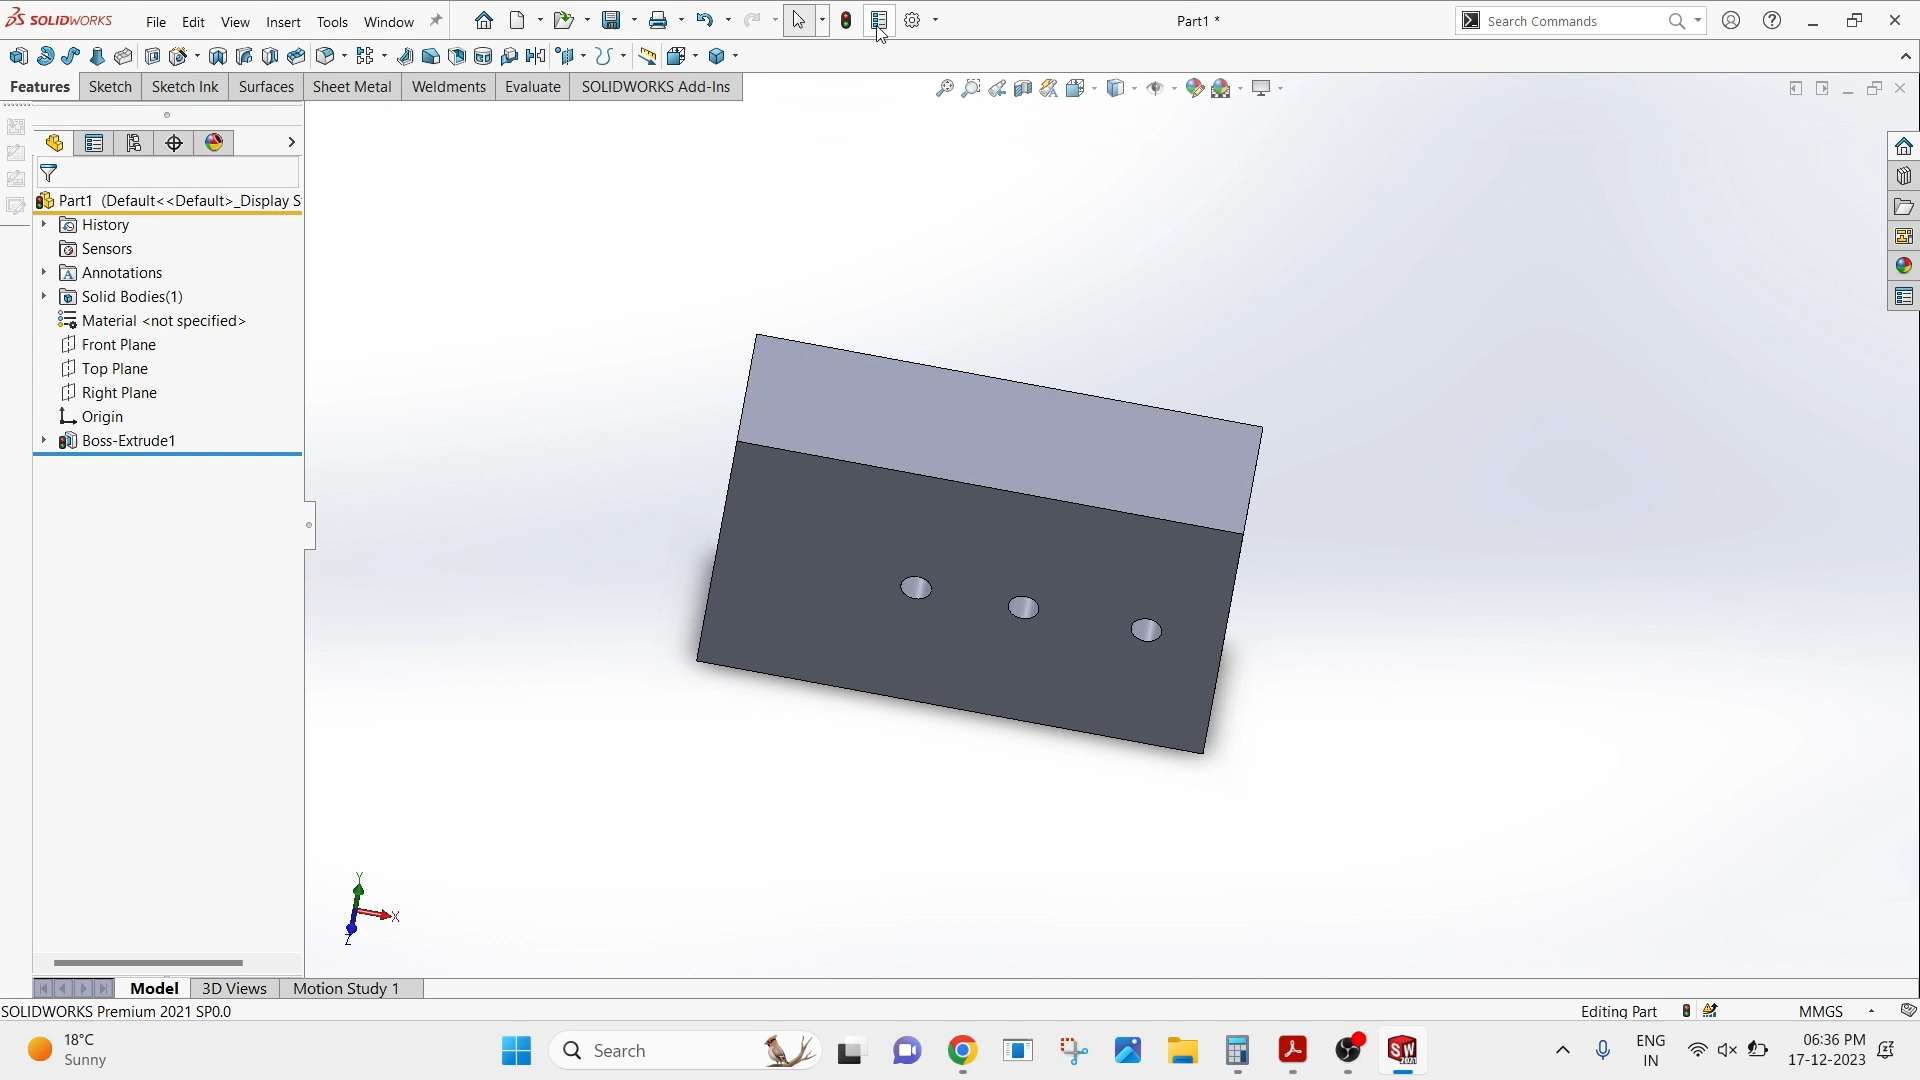 SOLIDWORKS File Edit View Insert Tools Window Part1 * Search Commands
Features Sketch Sketch Ink Surfaces Sheet Metal Weldments Evaluate SOLIDWORKS Add-Ins
Part1 (Default<<Default>_Display S
History
Sensors
Annotations
Solid Bodies(1)
Material <not specified>
Front Plane
Top Plane
Right Plane
Origin
Boss-Extrude1
Y
X
Z
Model 3D Views Motion Study 1
SOLIDWORKS Premium 2021 SP0.0 Editing Part MMGS
18°C
Sunny
Search
SW
2021
ENG
IN
06:36 PM
17-12-2023